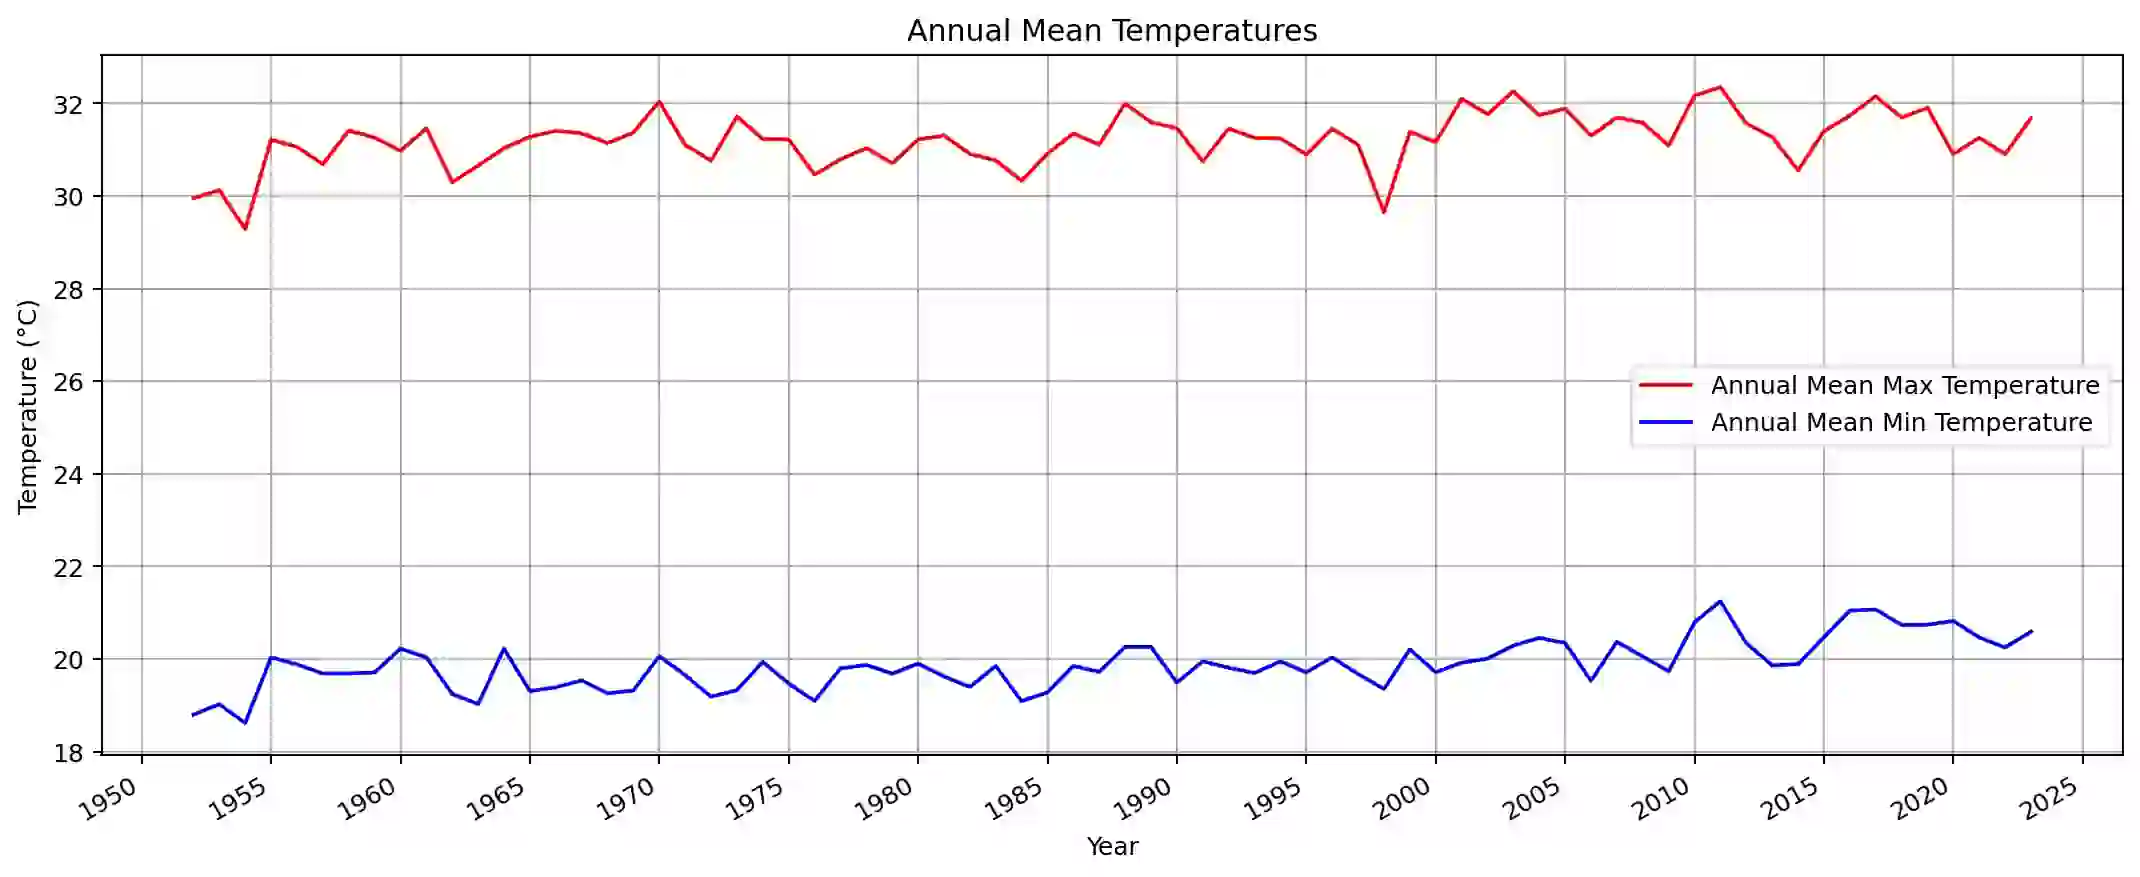 Annual Mean Temperatures
32
30
28
26
24
22
20
18
Temperature (°C)
Annual Mean Max Temperature
Annual Mean Min Temperature
1950 1955 1960 1965 1970 1975 1980 1985 1990 1995 2000 2005 2010 2015 2020 2025
Year